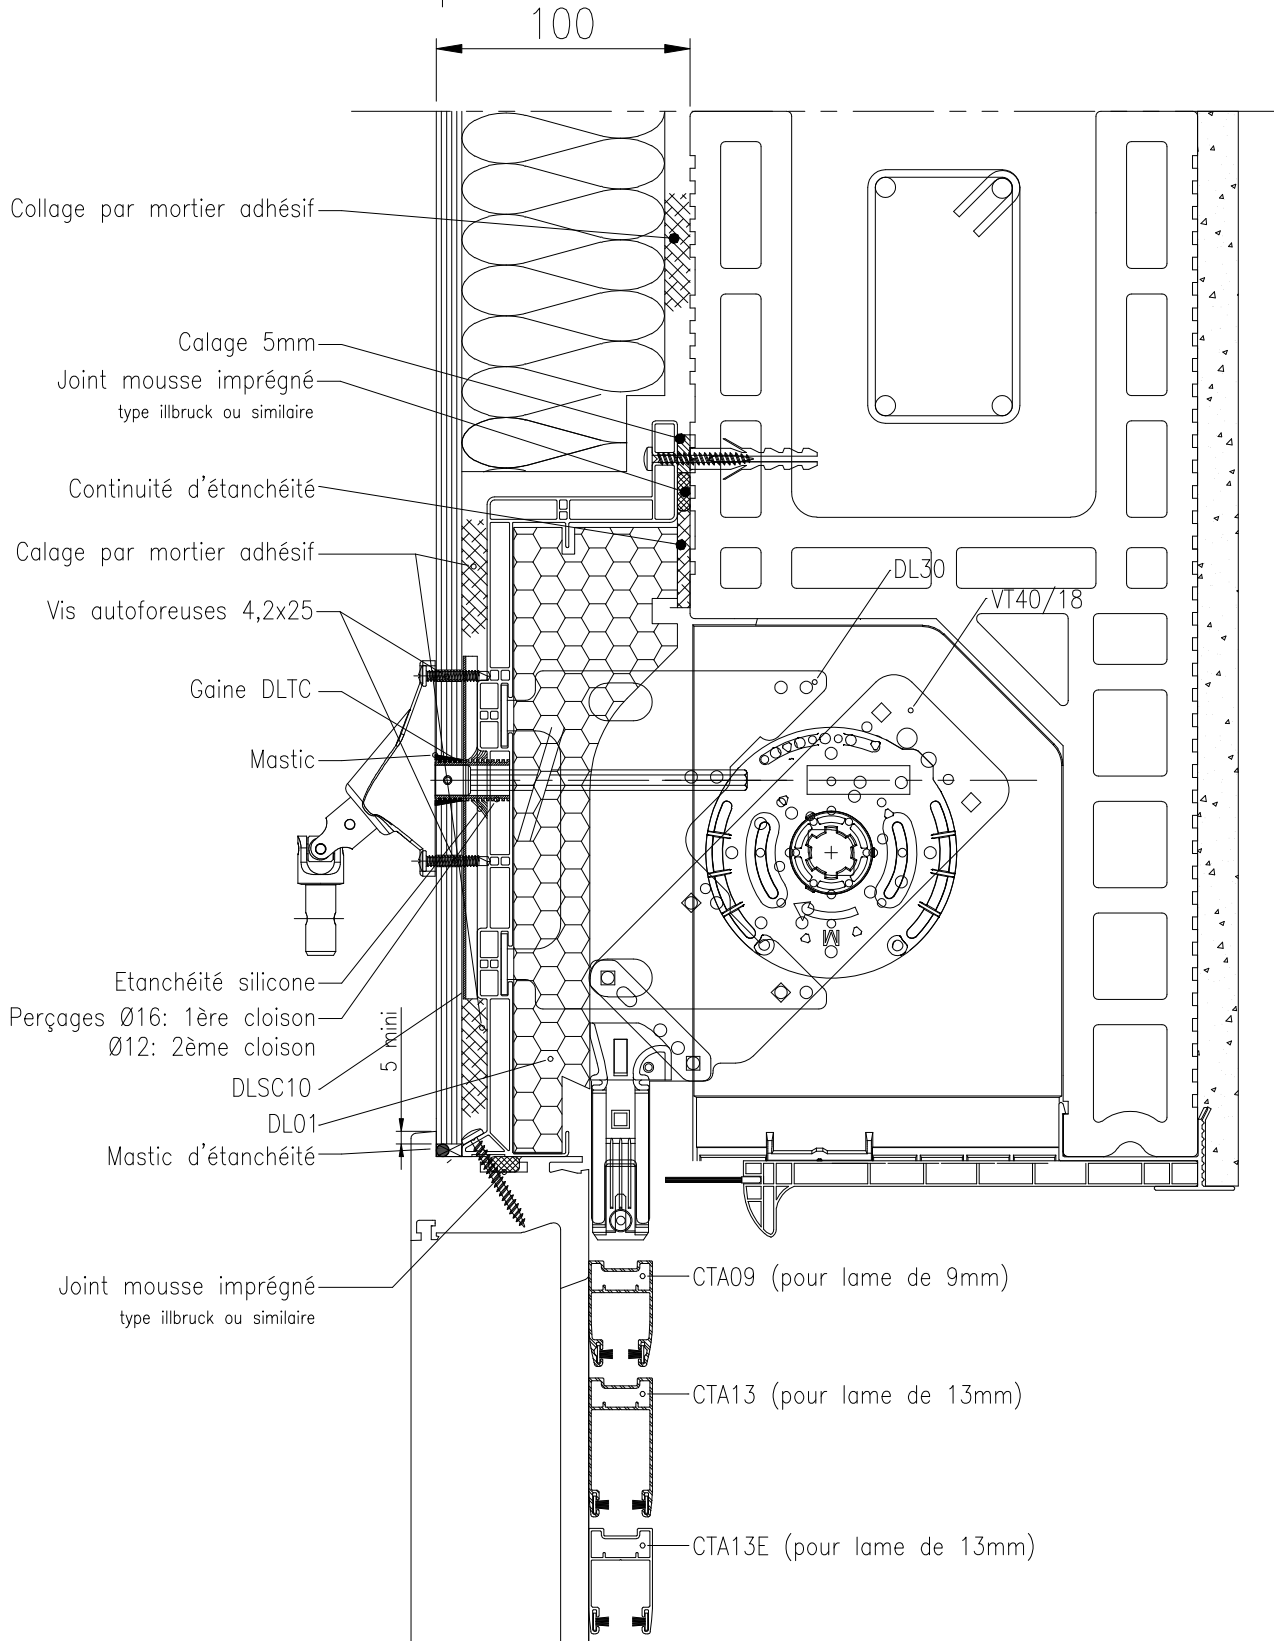 100
Collage par mortier adhésif
Calage 5mm
Joint mousse imprégné
type illbruck ou similaire
Continuité d'étanchéité
Calage par mortier adhésif
DL30
VT40/18
Vis autoforeuses 4,2x25
Gaine DLTC
Mastic
M
Etanchéité silicone
Perçages Ø16: 1ère cloison
Ø12: 2ème cloison
5 mini
DLSC10
DL01
Mastic d'étanchéité
Joint mousse imprégné
type illbruck ou similaire
CTA09 (pour lame de 9mm)
CTA13 (pour lame de 13mm)
CTA13E (pour lame de 13mm)